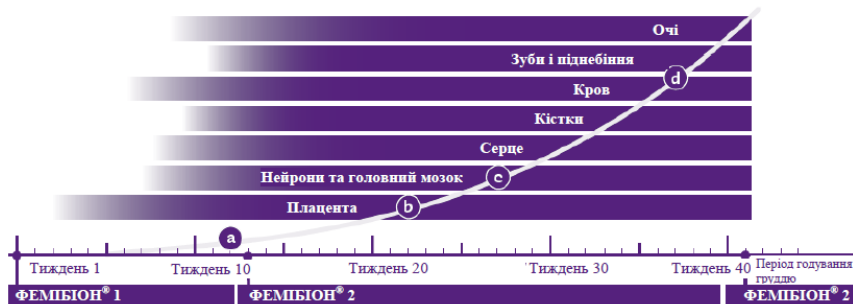 Очі
Зуби і піднебіння
d
Кров
Кістки
Серце
Нейрони та головний мозок
c
Плацента
b
a
Тиждень 1
Тиждень 10
Тиждень 20
Тиждень 30
Тиждень 40
Період годування
груддю
ФЕМІБІОН® 1
ФЕМІБІОН® 2
ФЕМІБІОН® 2